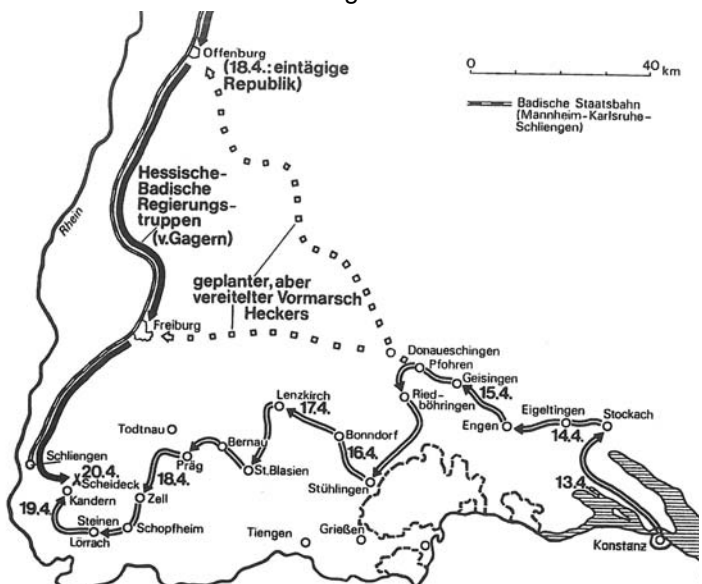 Offenburg
(18.4.: eintägige
Republik)
0
40
km
Badische Staatsbahn
(Mannheim-Karlsruhe-
Schliengen)
Rhein
Hessische-
Badische
Regierungs-
truppen
(v.Gagern)
geplanter, aber
vereitelter Vormarsch
Heckers
Freiburg
Donaueschingen
Pfohren
Geisingen
15.4.
Ried-
böhringen
Engen
Eigeltingen
14.4.
Stockach
13.4.
Konstanz
Lenzkirch
17.4.
Bonndorf
16.4.
Stühlingen
Todtnau
Bernau
St.Blasien
Präg
18.4.
Zell
Schliengen
20.4.
Scheideck
Kandern
19.4.
Steinen
Lörrach
Schopfheim
Tiengen
Grießen